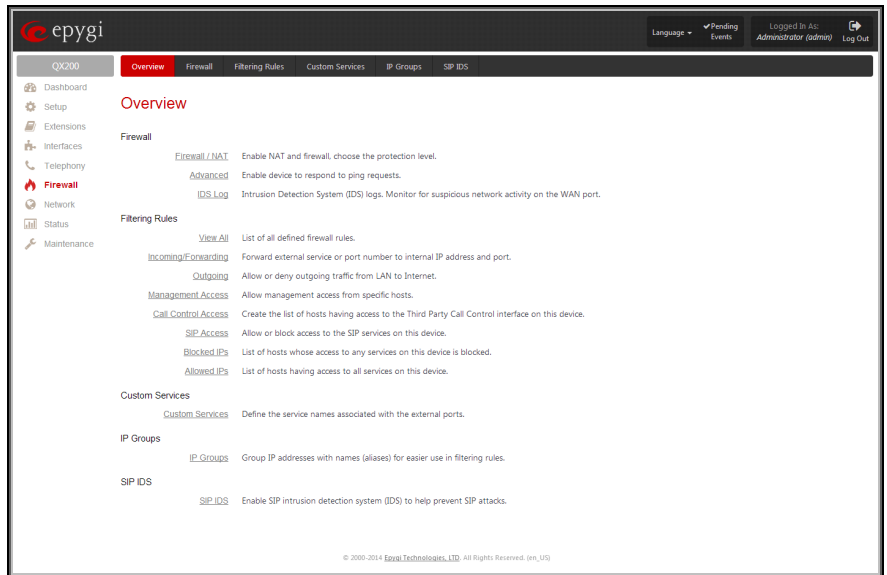 epygi
Language
Pending Events
Logged In As:
Administrator (admin)
Log Out
QX200
Overview Firewall Filtering Rules Custom Services IP Groups SIP IDS
Dashboard
Setup
Extensions
Interfaces
Telephony
Firewall
Network
Status
Maintenance
Overview
Firewall
Firewall / NAT Enable NAT and firewall, choose the protection level.
Advanced Enable device to respond to ping requests.
IDS Log Intrusion Detection System (IDS) logs. Monitor for suspicious network activity on the WAN port.
Filtering Rules
View All List of all defined firewall rules.
Incoming/Forwarding Forward external service or port number to internal IP address and port.
Outgoing Allow or deny outgoing traffic from LAN to Internet.
Management Access Allow management access from specific hosts.
Call Control Access Create the list of hosts having access to the Third Party Call Control interface on this device.
SIP Access Allow or block access to the SIP services on this device.
Blocked IPs List of hosts whose access to any services on this device is blocked.
Allowed IPs List of hosts having access to all services on this device.
Custom Services
Custom Services Define the service names associated with the external ports.
IP Groups
IP Groups Group IP addresses with names (aliases) for easier use in filtering rules.
SIP IDS
SIP IDS Enable SIP intrusion detection system (IDS) to help prevent SIP attacks.
© 2000-2014 Epygi Technologies, LTD. All Rights Reserved. (en_US)